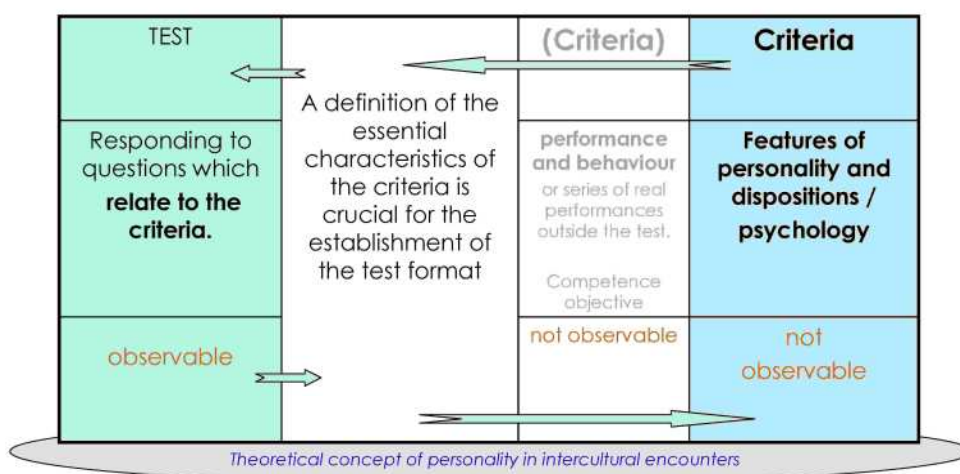 TEST
Responding to
questions which
relate to the
criteria.
observable
A definition of the
essential
characteristics of
the criteria is
crucial for the
establishment of
the test format
(Criteria)
performance
and behaviour
or series of real
performances
outside the test.
Competence
objective
not observable
Criteria
Features of
personality and
dispositions /
psychology
not
observable
Theoretical concept of personality in intercultural encounters